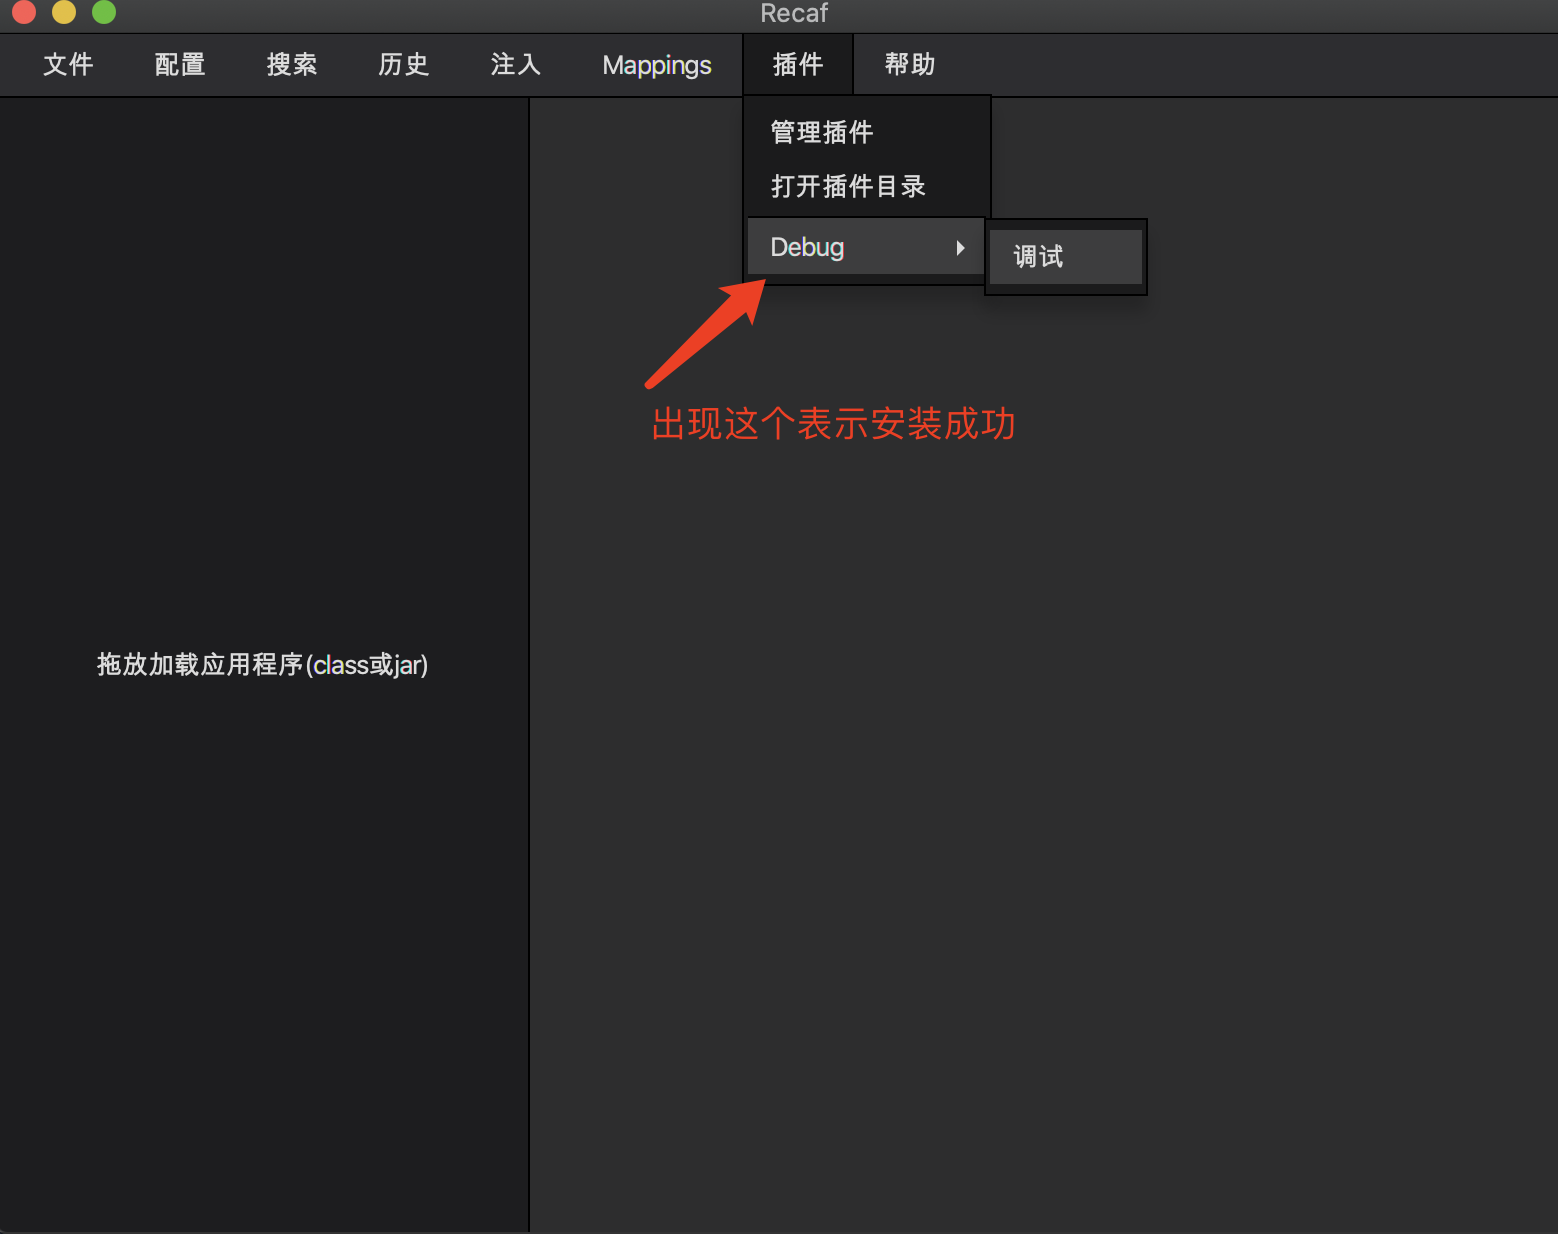 Recaf
文件 配置 搜索 历史 注入 Mappings 插件 帮助
管理插件
打开插件目录
Debug
调试
出现这个表示安装成功
拖放加载应用程序(class或jar)